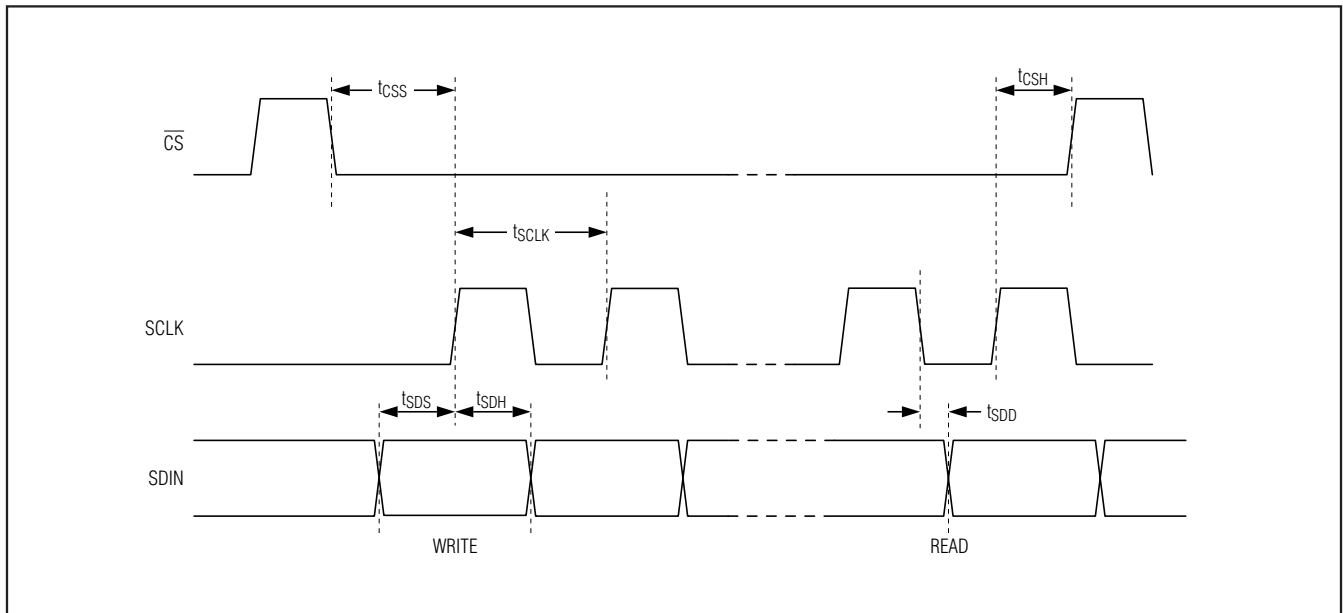 tCSS
tCSH
CS
tSCLK
SCLK
tSDS
tSDH
tSDD
SDIN
WRITE
READ